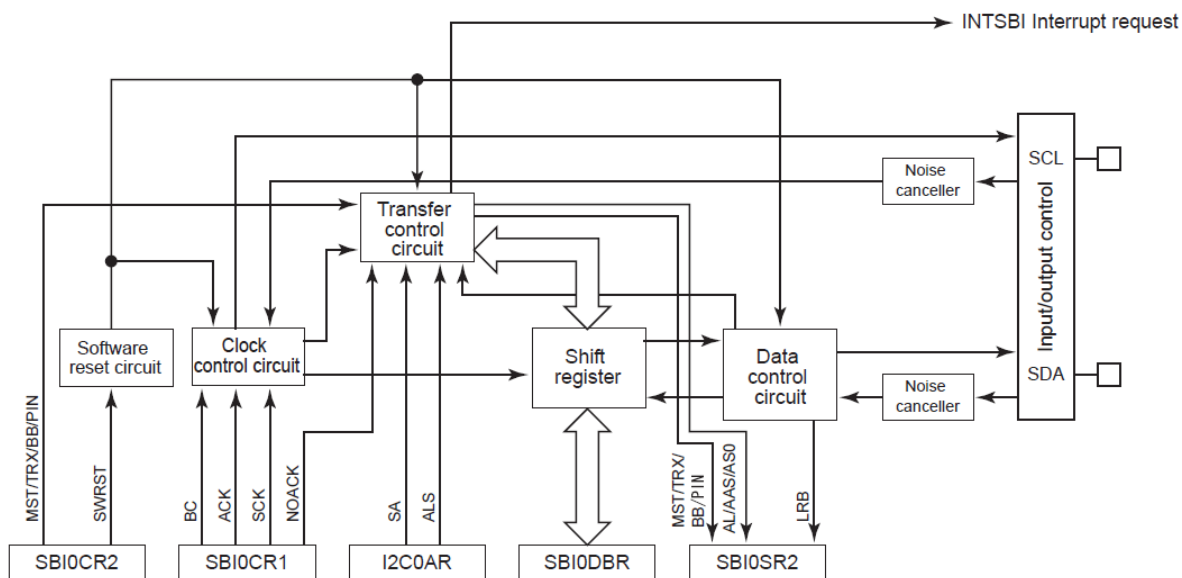 INTSBI Interrupt request
SCL
Noise
canceller
Transfer
control
circuit
Input/output control
Software
reset circuit
Clock
control circuit
Shift
register
Data
control
circuit
SDA
Noise
canceller
MST/TRX/BB/PIN
SWRST
BC
ACK
SCK
NOACK
SA
ALS
MST/TRX/
BB/PIN
AL/AAS/AS0
LRB
SBI0CR2
SBI0CR1
I2C0AR
SBI0DBR
SBI0SR2